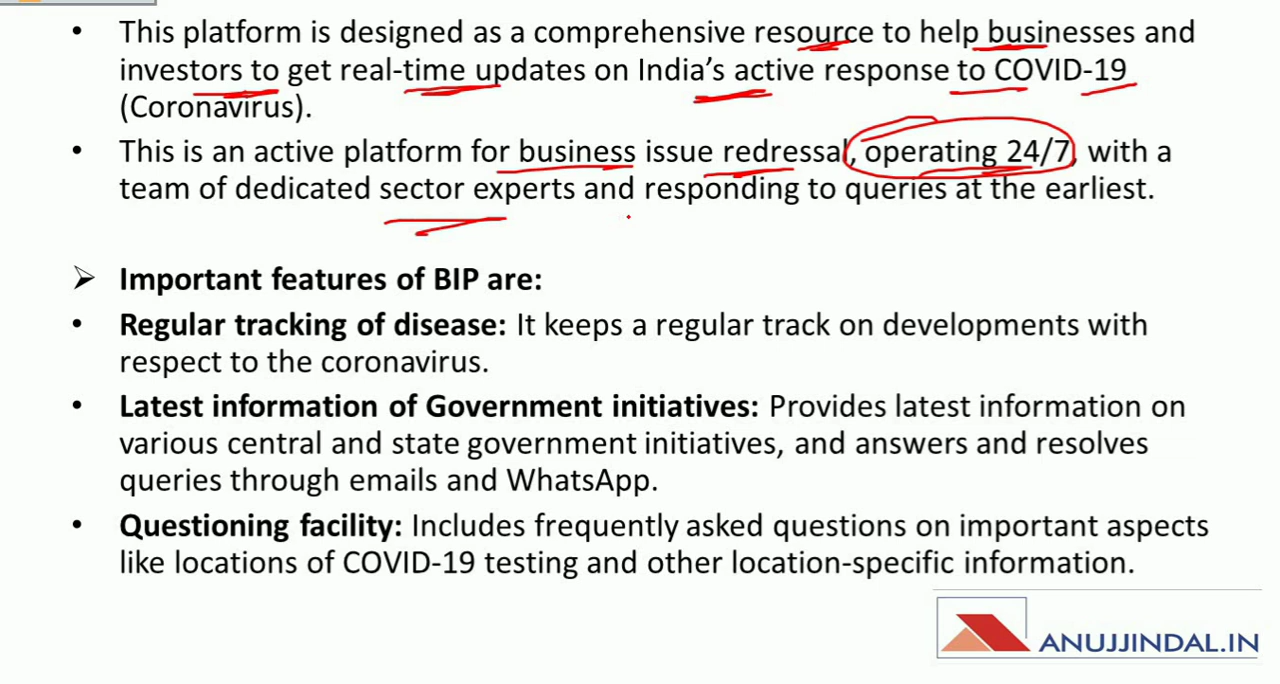 • This platform is designed as a comprehensive resource to help businesses and
investors to get real-time updates on India's active response to COVID-19
(Coronavirus).
• This is an active platform for business issue redressal, operating 24/7, with a
team of dedicated sector experts and responding to queries at the earliest.
➢ Important features of BIP are:
• Regular tracking of disease: It keeps a regular track on developments with
respect to the coronavirus.
• Latest information of Government initiatives: Provides latest information on
various central and state government initiatives, and answers and resolves
queries through emails and WhatsApp.
• Questioning facility: Includes frequently asked questions on important aspects
like locations of COVID-19 testing and other location-specific information.
ANUJJINDAL.IN